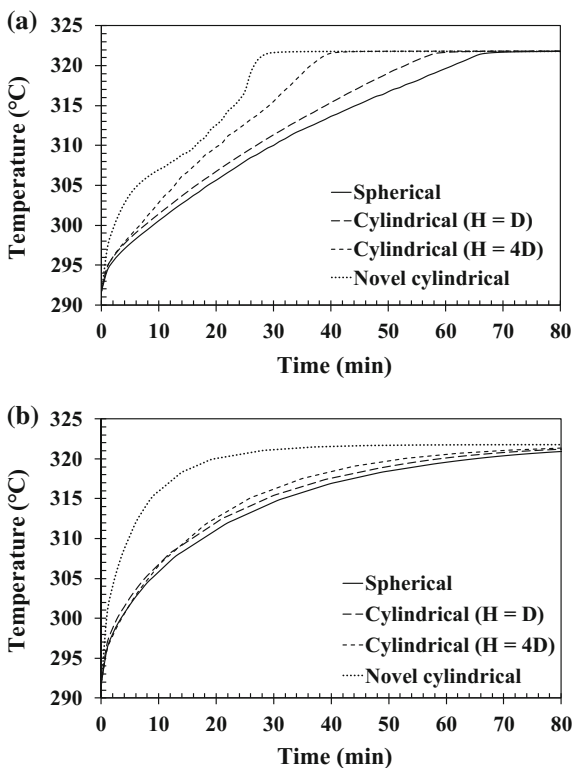 (a)
325
320
315
310
305
300
295
290
Temperature (°C)
Spherical
Cylindrical (H = D)
Cylindrical (H = 4D)
Novel cylindrical
0 10 20 30 40 50 60 70 80
Time (min)
(b)
325
320
315
310
305
300
295
290
Temperature (°C)
Spherical
Cylindrical (H = D)
Cylindrical (H = 4D)
Novel cylindrical
0 10 20 30 40 50 60 70 80
Time (min)